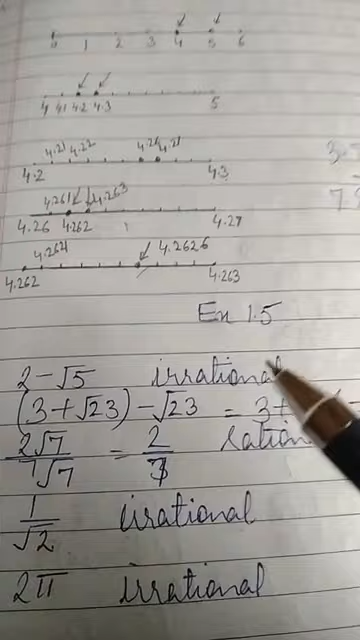 0 1 2 3 4 5 6
4 4.1 4.2 4.3 5
4.21 4.22 4.26 4.27
4.2 4.3
4.261 4.263
4.26 4.262 4.27
4.2621 4.2626
4.262 4.263
Ex 1.5
2 - √5 irrational
(3 + √23) - √23 = 3 +
2√7 / 7√7 = 2 / 7
1 / √2 irrational
2π irrational